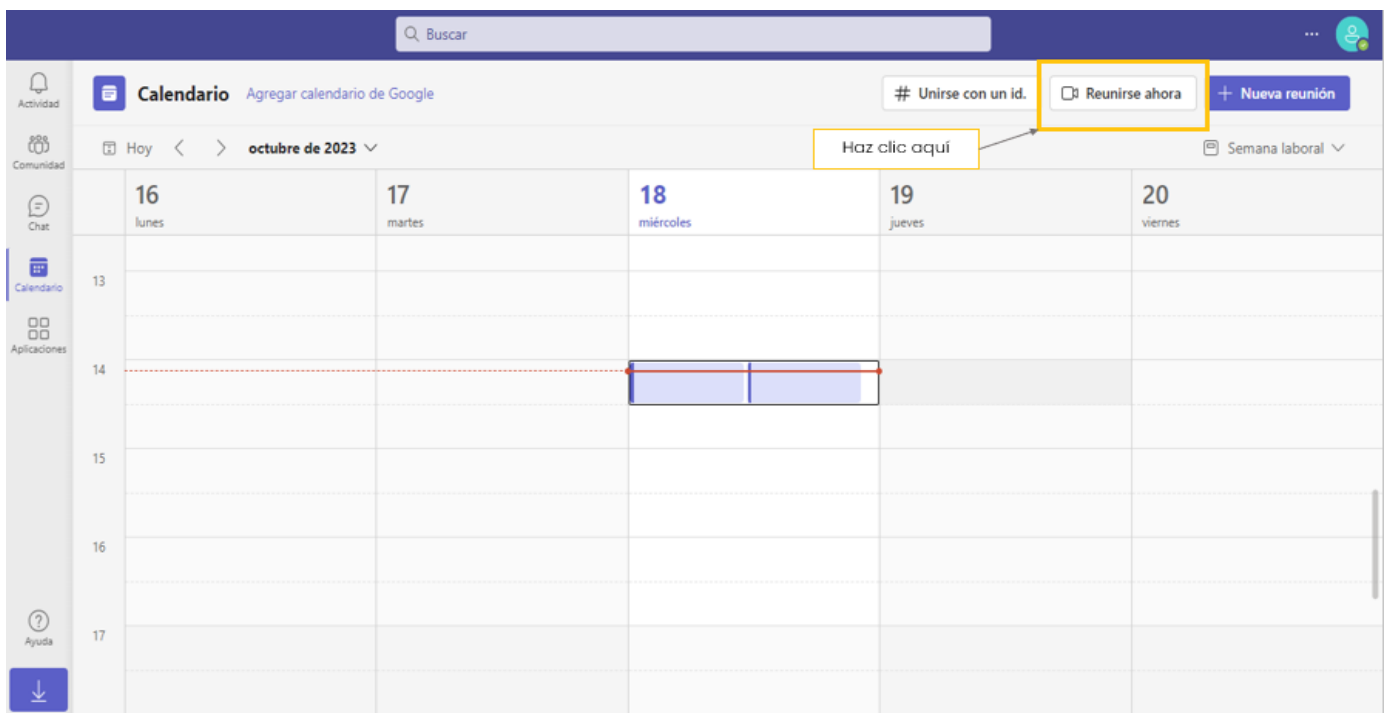 Buscar
Actividad
Comunidad
Chat
Calendario
Aplicaciones
Ayuda
Calendario Agregar calendario de Google
# Unirse con un id. Reunirse ahora + Nueva reunión
Haz clic aquí
Hoy octubre de 2023 Semana laboral
16 17 18 19 20
lunes martes miércoles jueves viernes
13
14
15
16
17